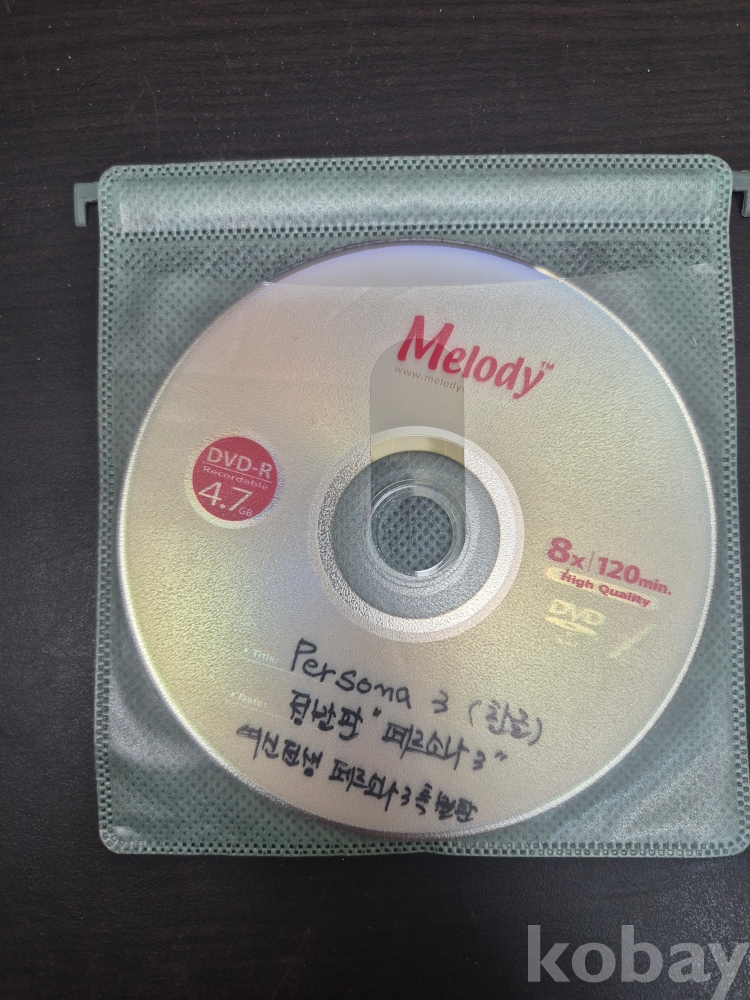 Melody™
www.melody.
DVD-R
Recordable
4.7 GB
8x | 120min.
High Quality
DVD
Title:
Date:
Persona 3 (한글)
정발판 "페르소나 3"
여신전생 페르소나 3 특별판
kobay